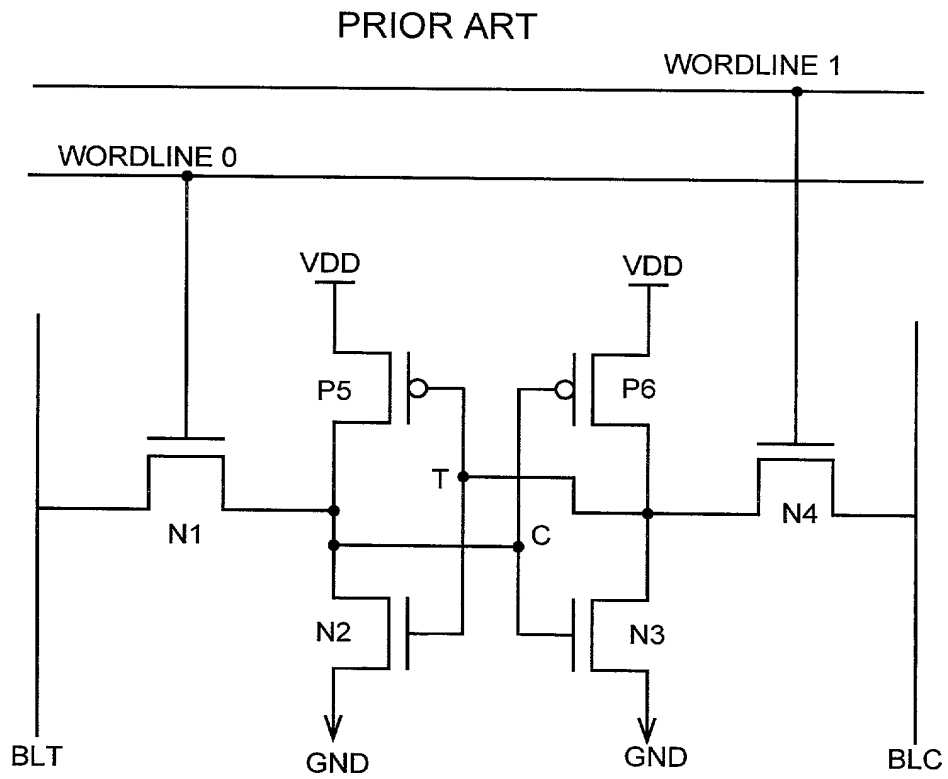 PRIOR ART
WORDLINE 1
WORDLINE 0
VDD
VDD
P5
P6
T
N1
N4
C
N2
N3
BLT
GND
GND
BLC